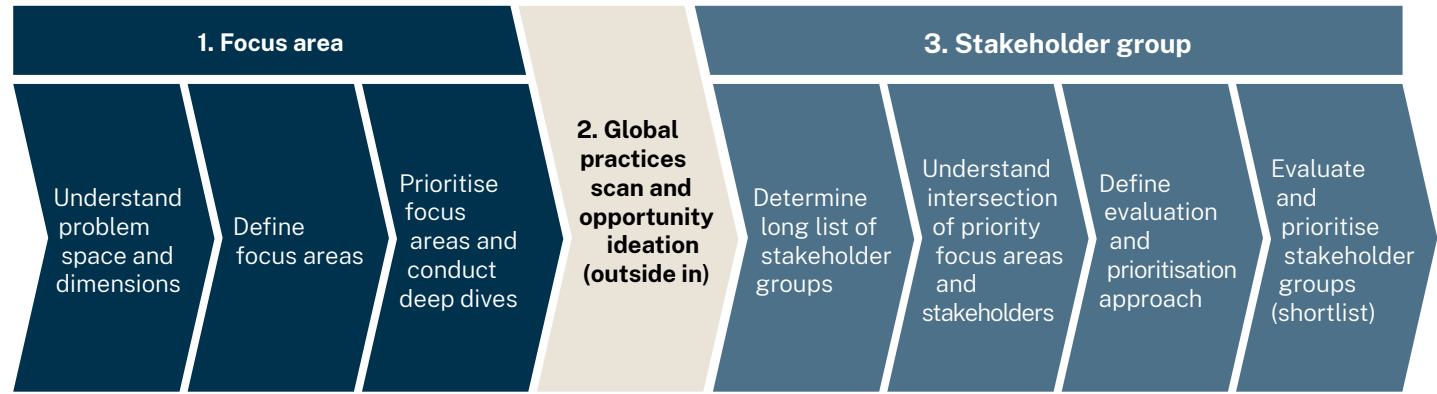 1. Focus area
Understand
problem
space and
dimensions
Define
focus areas
Prioritise
focus
areas and
conduct
deep dives
2. Global
practices
scan and
opportunity
ideation
(outside in)
3. Stakeholder group
Determine
long list of
stakeholder
groups
Understand
intersection
of priority
focus areas
and
stakeholders
Define
evaluation
and
prioritisation
approach
Evaluate
and
prioritise
stakeholder
groups
(shortlist)